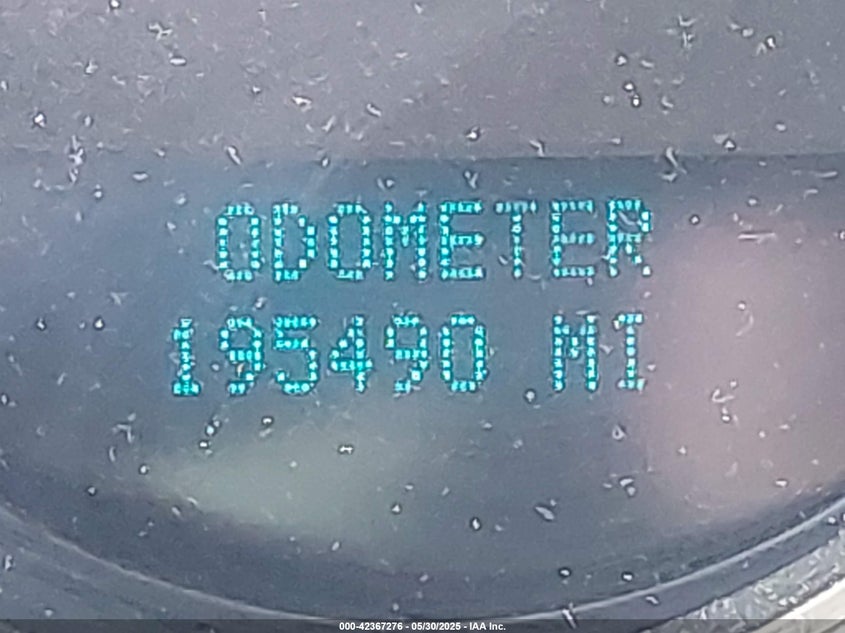 ODOMETER
195490 MI
000-42367276 - 05/30/2025 - IAA Inc.